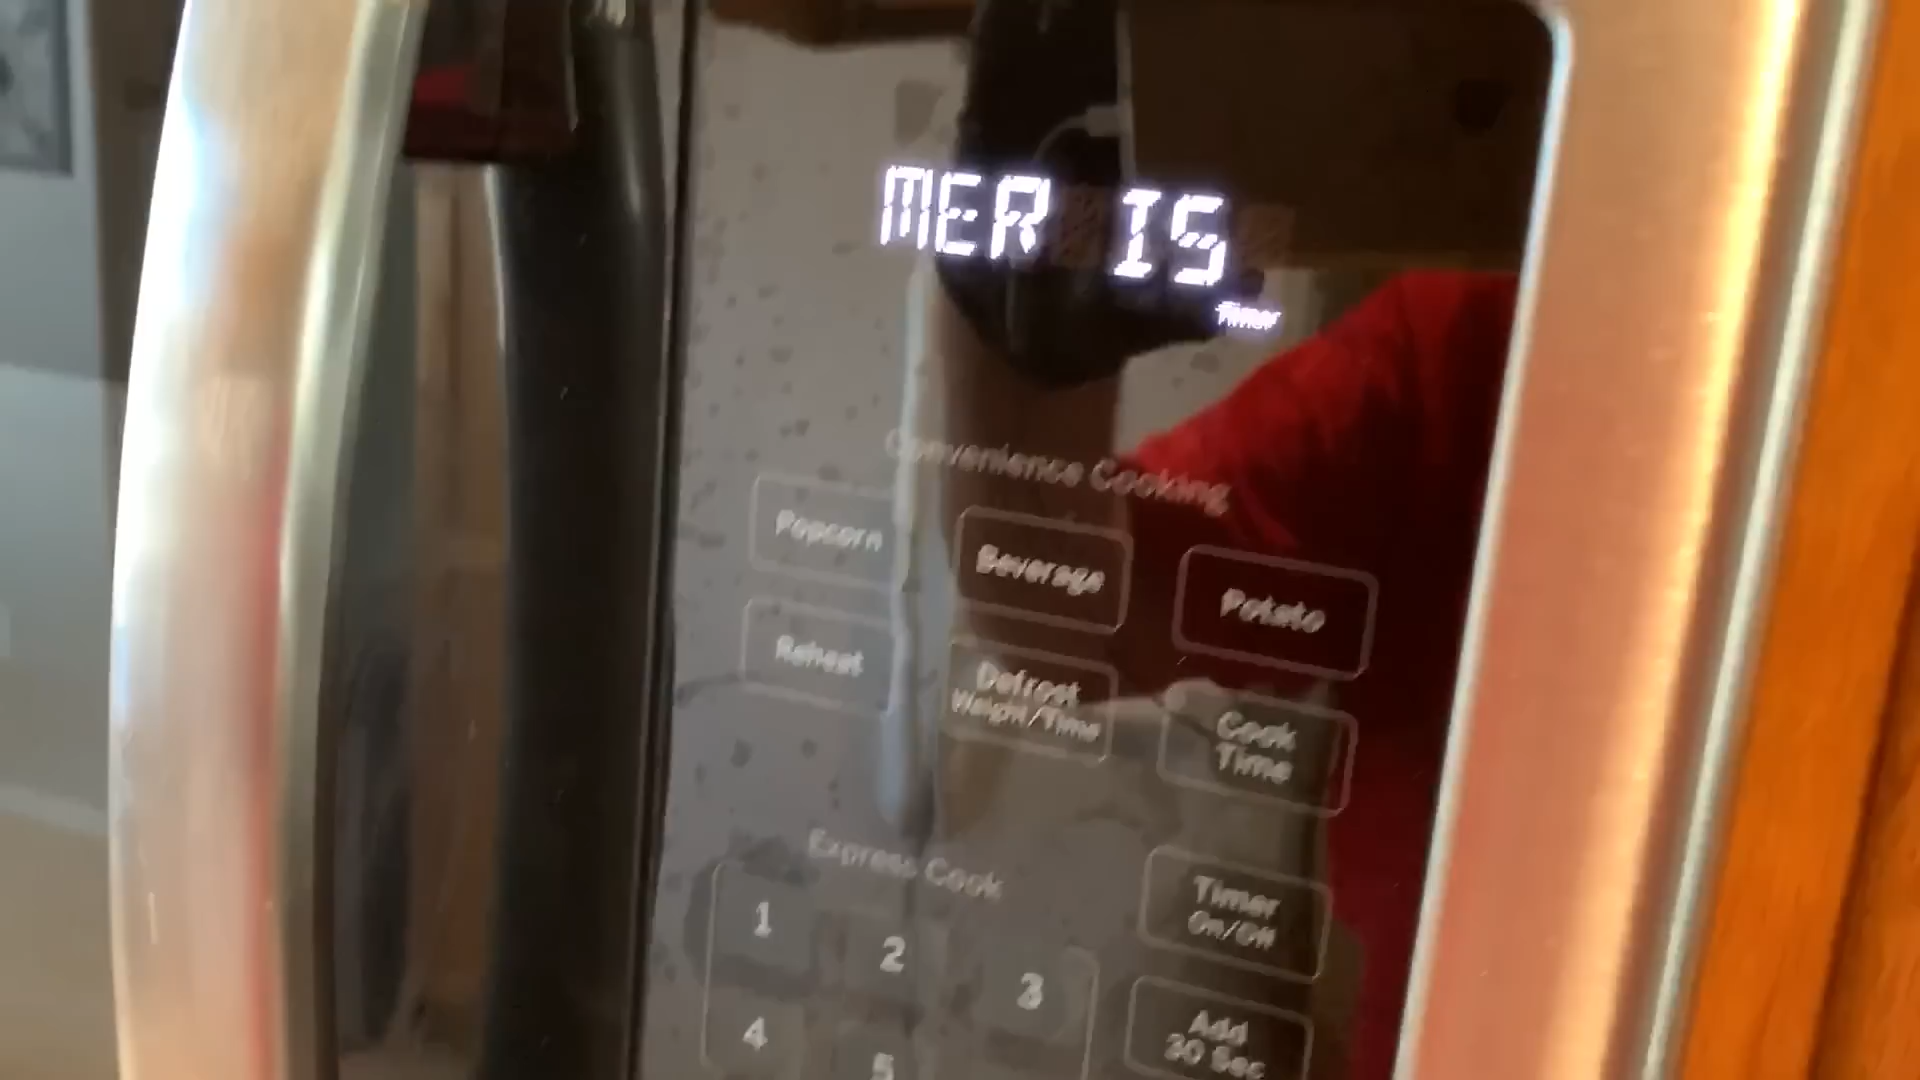 MER IS
Timer
Convenience Cooking
Popcorn
Beverage
Potato
Reheat
Defrost
Weight/Time
Cook
Time
Express Cook
Timer
On/Off
1
2
3
Add
30 Sec
4
5